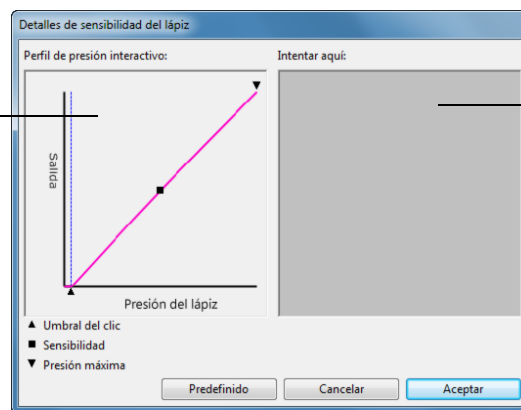 Detalles de sensibilidad del lápiz
Perfil de presión interactivo:
Intentar aquí:
Salida
Presión del lápiz
Umbral del clic
Sensibilidad
Presión máxima
Predefinido
Cancelar
Aceptar